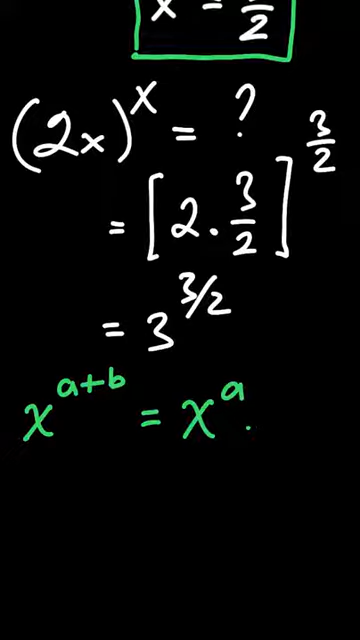 x = 3/2
(2x)^x = ?
= [2 · 3/2]^3/2
= 3^3/2
x^a+b = x^a ·